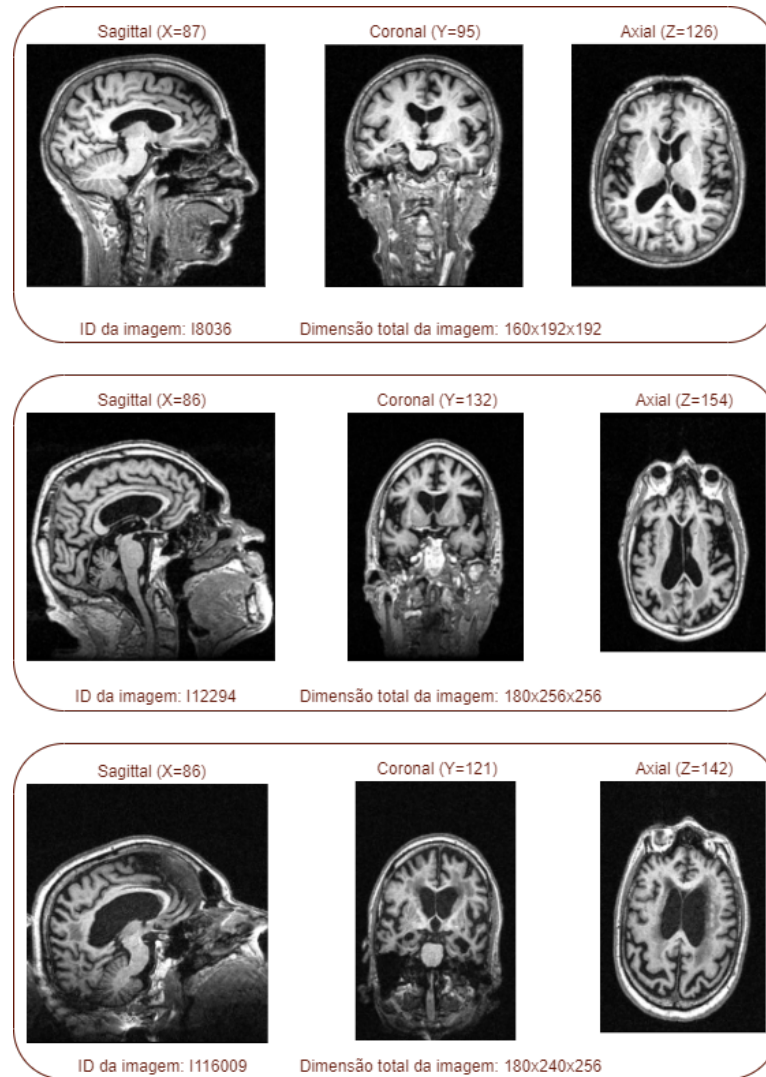 Sagittal (X=87) Coronal (Y=95) Axial (Z=126)
ID da imagem: I8036 Dimensão total da imagem: 160x192x192
Sagittal (X=86) Coronal (Y=132) Axial (Z=154)
ID da imagem: I12294 Dimensão total da imagem: 180x256x256
Sagittal (X=86) Coronal (Y=121) Axial (Z=142)
ID da imagem: I116009 Dimensão total da imagem: 180x240x256